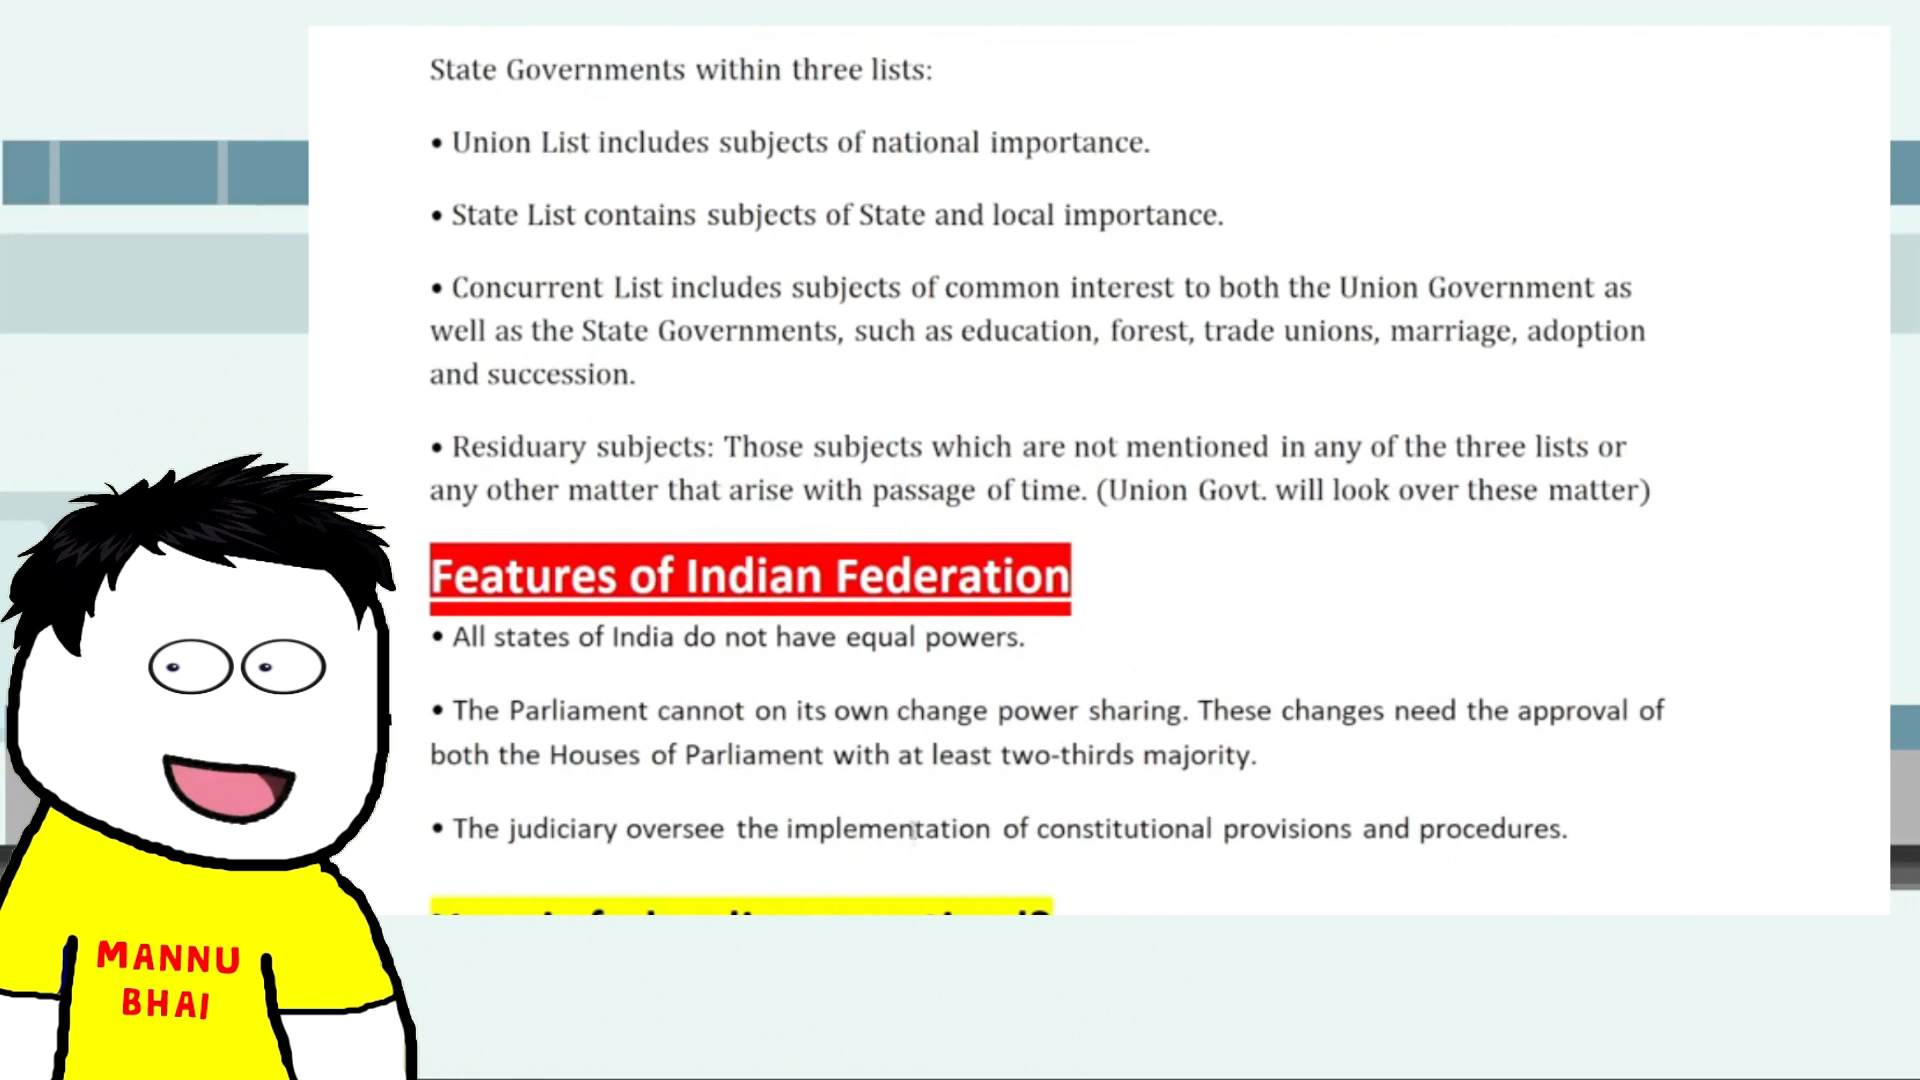 State Governments within three lists:
• Union List includes subjects of national importance.
• State List contains subjects of State and local importance.
• Concurrent List includes subjects of common interest to both the Union Government as
well as the State Governments, such as education, forest, trade unions, marriage, adoption
and succession.
• Residuary subjects: Those subjects which are not mentioned in any of the three lists or
any other matter that arise with passage of time. (Union Govt. will look over these matter)
Features of Indian Federation
• All states of India do not have equal powers.
• The Parliament cannot on its own change power sharing. These changes need the approval of
both the Houses of Parliament with at least two-thirds majority.
• The judiciary oversee the implementation of constitutional provisions and procedures.
MANNU
BHAI